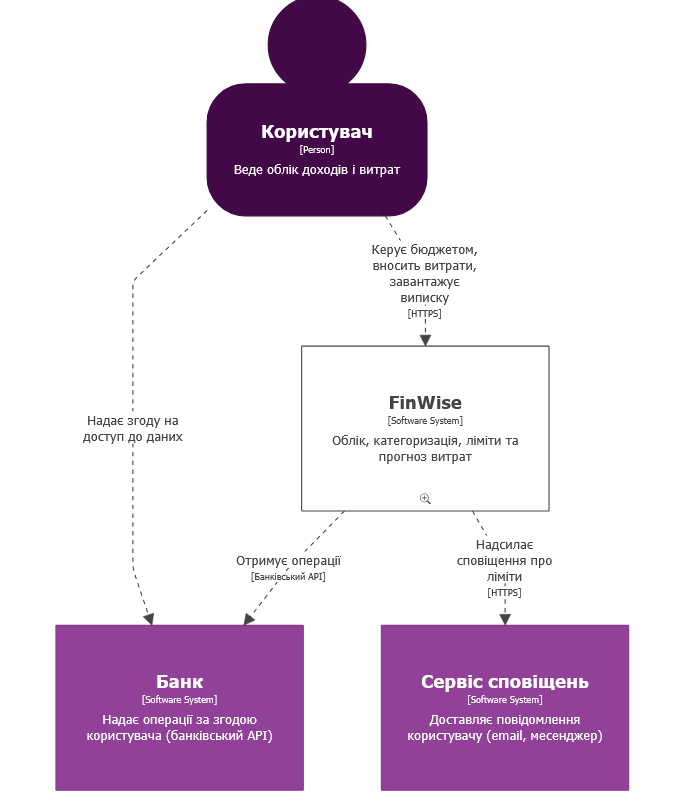 Користувач
[Person]
Веде облік доходів і витрат
Керує бюджетом,
вносить витрати,
завантажує
виписку
[HTTPS]
FinWise
[Software System]
Облік, категоризація, ліміти та
прогноз витрат
Надає згоду на
доступ до даних
Отримує операції
[Банківський API]
Надсилає
сповіщення про
ліміти
[HTTPS]
Банк
[Software System]
Надає операції за згодою
користувача (банківський API)
Сервіс сповіщень
[Software System]
Доставляє повідомлення
користувачу (email, месенджер)